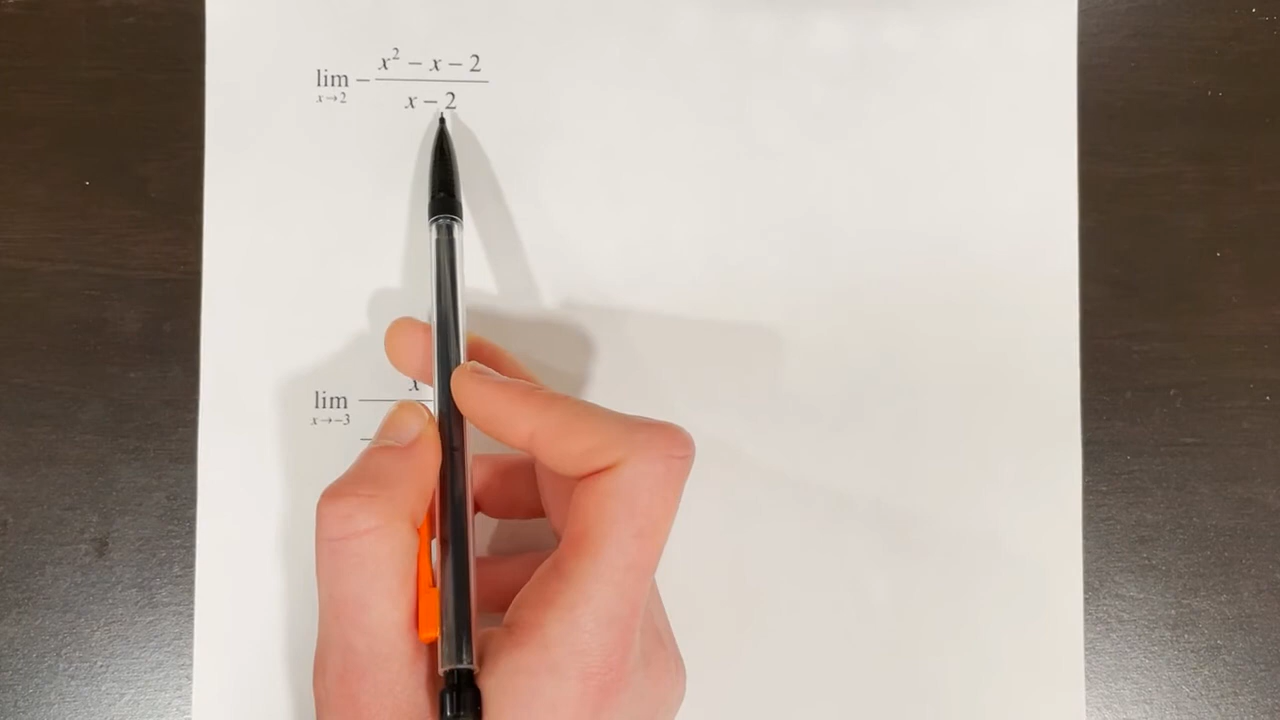 lim x→2 − x² − x − 2 / x − 2
lim x→−3 x
−